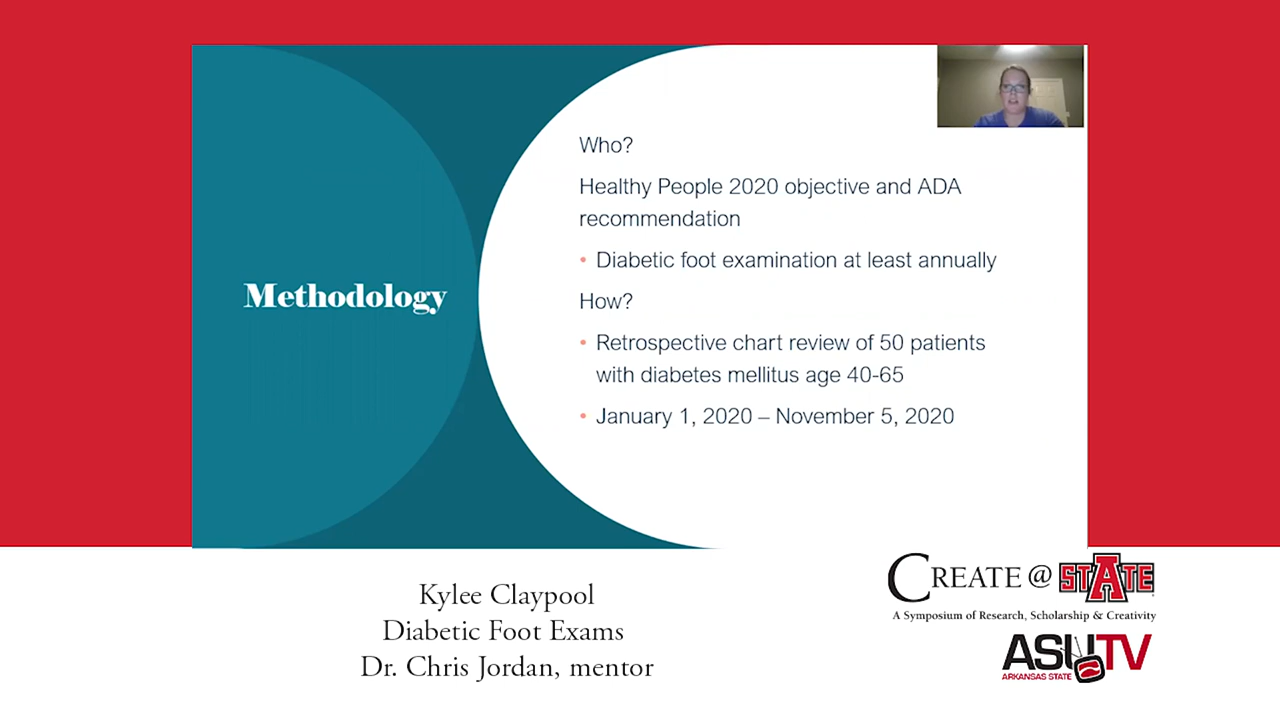 Methodology
Who?
Healthy People 2020 objective and ADA
recommendation
• Diabetic foot examination at least annually
How?
• Retrospective chart review of 50 patients
with diabetes mellitus age 40-65
• January 1, 2020 – November 5, 2020
Kylee Claypool
Diabetic Foot Exams
Dr. Chris Jordan, mentor
CREATE @ STATE
A Symposium of Research, Scholarship & Creativity
ASU TV
ARKANSAS STATE